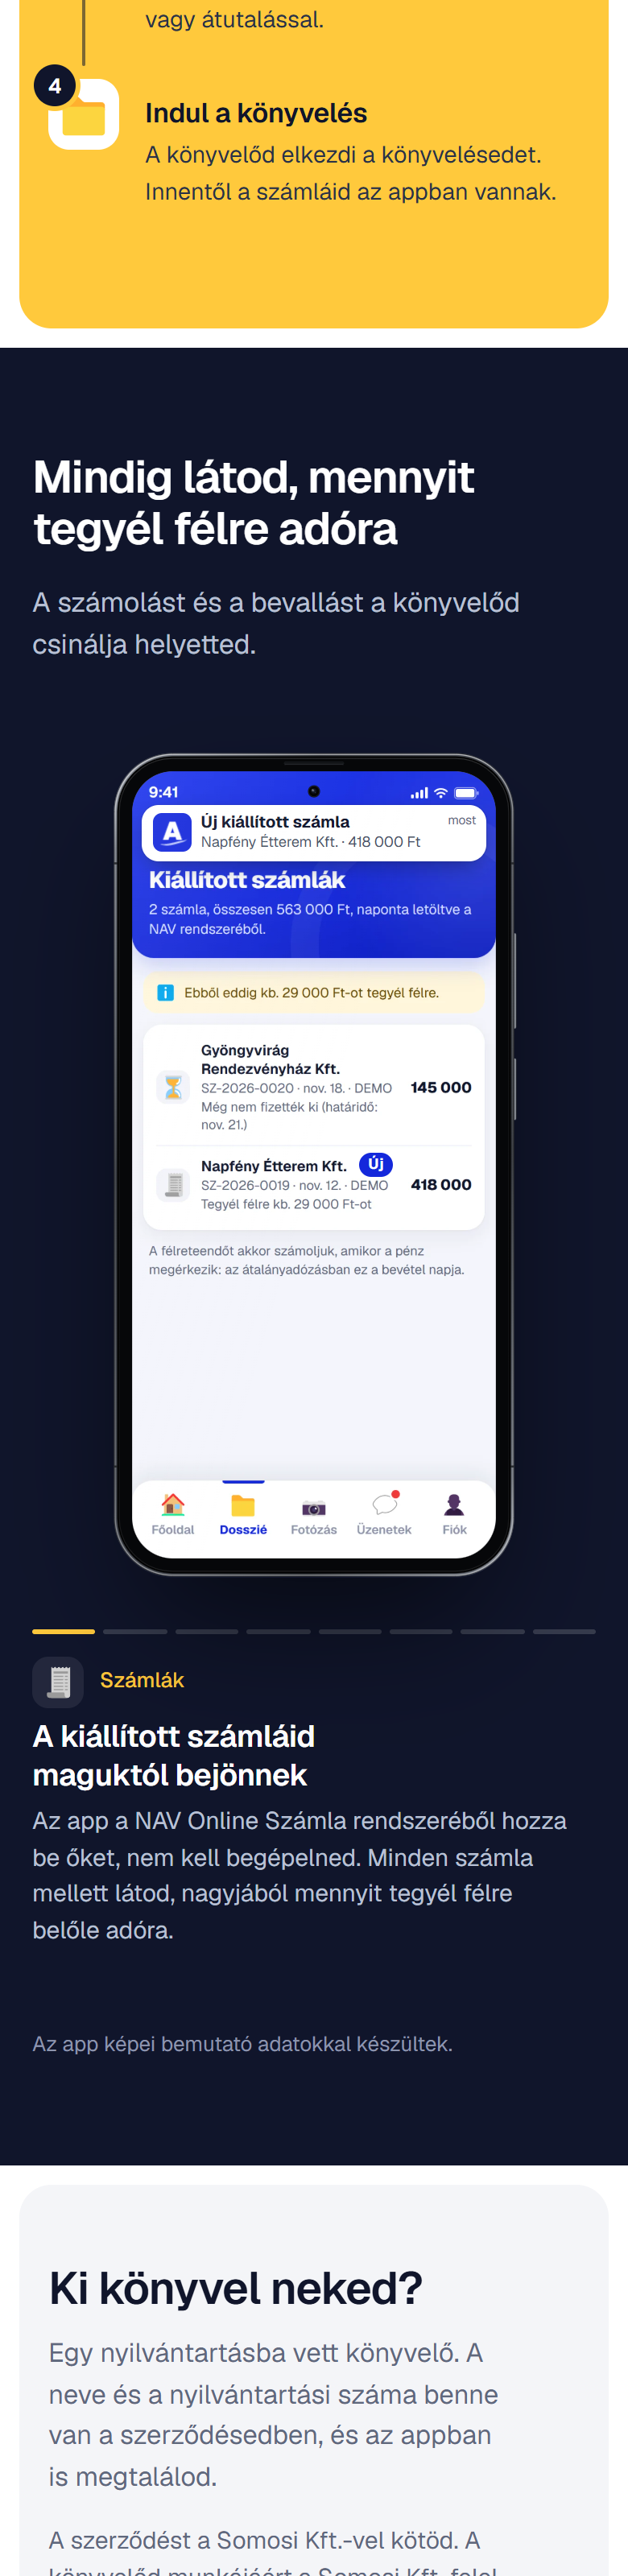 vagy átutalással.
4
Indul a könyvelés
A könyvelőd elkezdi a könyvelésedet.
Innentől a számláid az appban vannak.
Mindig látod, mennyit
tegyél félre adóra
A számolást és a bevallást a könyvelőd
csinálja helyetted.
9:41
A
Új kiállított számla
most
Napfény Étterem Kft. · 418 000 Ft
Kiállított számlák
2 számla, összesen 563 000 Ft, naponta letöltve a
NAV rendszeréből.
Ebből eddig kb. 29 000 Ft-ot tegyél félre.
Gyöngyvirág
Rendezvényház Kft.
SZ-2026-0020 · nov. 18. · DEMO
145 000
Még nem fizették ki (határidő:
nov. 21.)
Napfény Étterem Kft.
Új
SZ-2026-0019 · nov. 12. · DEMO
418 000
Tegyél félre kb. 29 000 Ft-ot
A félreteendőt akkor számoljuk, amikor a pénz
megérkezik: az átalányadózásban ez a bevétel napja.
Főoldal
Dosszié
Fotózás
Üzenetek
Fiók
Számlák
A kiállított számláid
maguktól bejönnek
Az app a NAV Online Számla rendszeréből hozza
be őket, nem kell begépelned. Minden számla
mellett látod, nagyjából mennyit tegyél félre
belőle adóra.
Az app képei bemutató adatokkal készültek.
Ki könyvel neked?
Egy nyilvántartásba vett könyvelő. A
neve és a nyilvántartási száma benne
van a szerződésedben, és az appban
is megtalálod.
A szerződést a Somosi Kft.-vel kötöd. A